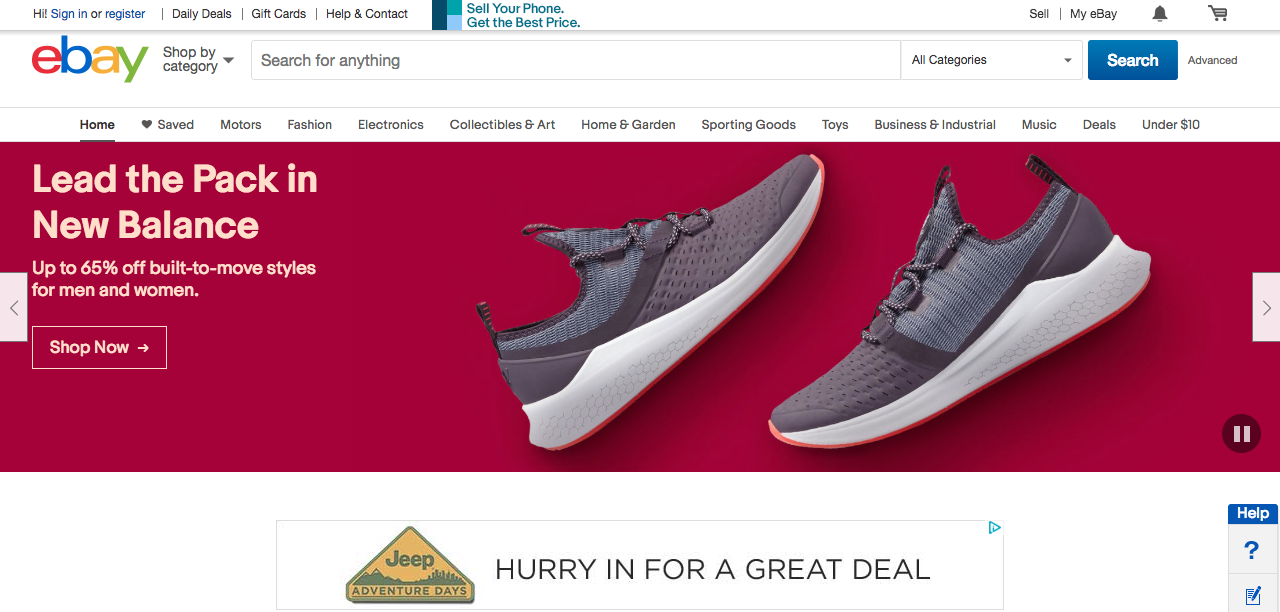 Hi! Sign in or register
Daily Deals
Gift Cards
Help & Contact
Sell Your Phone.
Get the Best Price.
Sell
My eBay
ebay
Shop by
category
Search for anything
All Categories
Search
Advanced
Home
Saved
Motors
Fashion
Electronics
Collectibles & Art
Home & Garden
Sporting Goods
Toys
Business & Industrial
Music
Deals
Under $10
Lead the Pack in
New Balance
Up to 65% off built-to-move styles
for men and women.
Shop Now →
Help
?
Jeep
ADVENTURE DAYS
HURRY IN FOR A GREAT DEAL